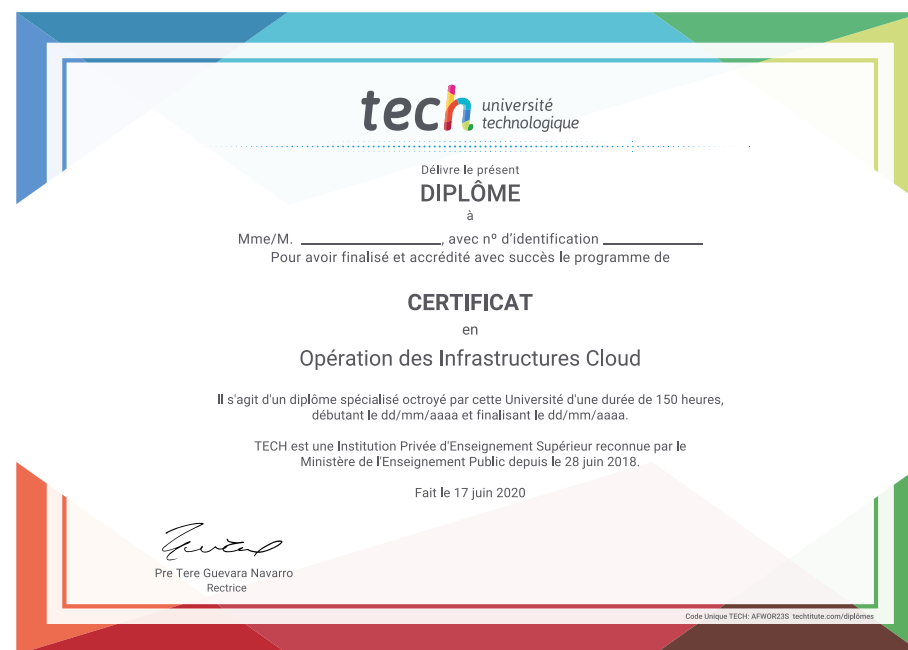 tech université
technologique
Délivre le présent
DIPLÔME
à
Mme/M. ____________________, avec nº d'identification ______________
Pour avoir finalisé et accrédité avec succès le programme de
CERTIFICAT
en
Opération des Infrastructures Cloud
Il s'agit d'un diplôme spécialisé octroyé par cette Université d'une durée de 150 heures,
débutant le dd/mm/aaaa et finalisant le dd/mm/aaaa.
TECH est une Institution Privée d'Enseignement Supérieur reconnue par le
Ministère de l'Enseignement Public depuis le 28 juin 2018.
Fait le 17 juin 2020
Pre Tere Guevara Navarro
Rectrice
Code Unique TECH: AFWOR23S techtitute.com/diplômes